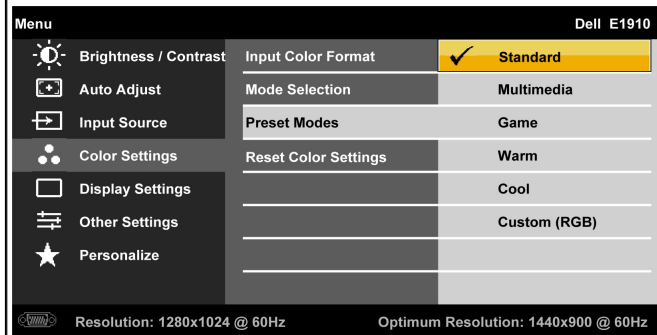 Menu Dell E1910
Brightness / Contrast Input Color Format Standard
Auto Adjust Mode Selection Multimedia
Input Source Preset Modes Game
Color Settings Reset Color Settings Warm
Display Settings Cool
Other Settings Custom (RGB)
Personalize
Resolution: 1280x1024 @ 60Hz Optimum Resolution: 1440x900 @ 60Hz